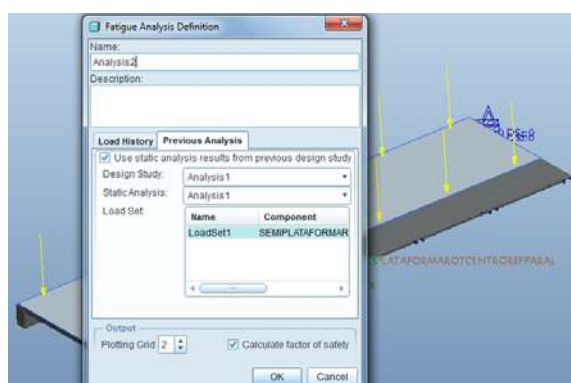 Fatigue Analysis Definition
Name:
Analysis2
Description:
Load History Previous Analysis
Use static analysis results from previous design study
Design Study: Analysis1
Static Analysis: Analysis1
Load Set:
Name Component
LoadSet1 SEMIPLATAFORMAR
Output
Plotting Grid 2 Calculate factor of safety
OK Cancel